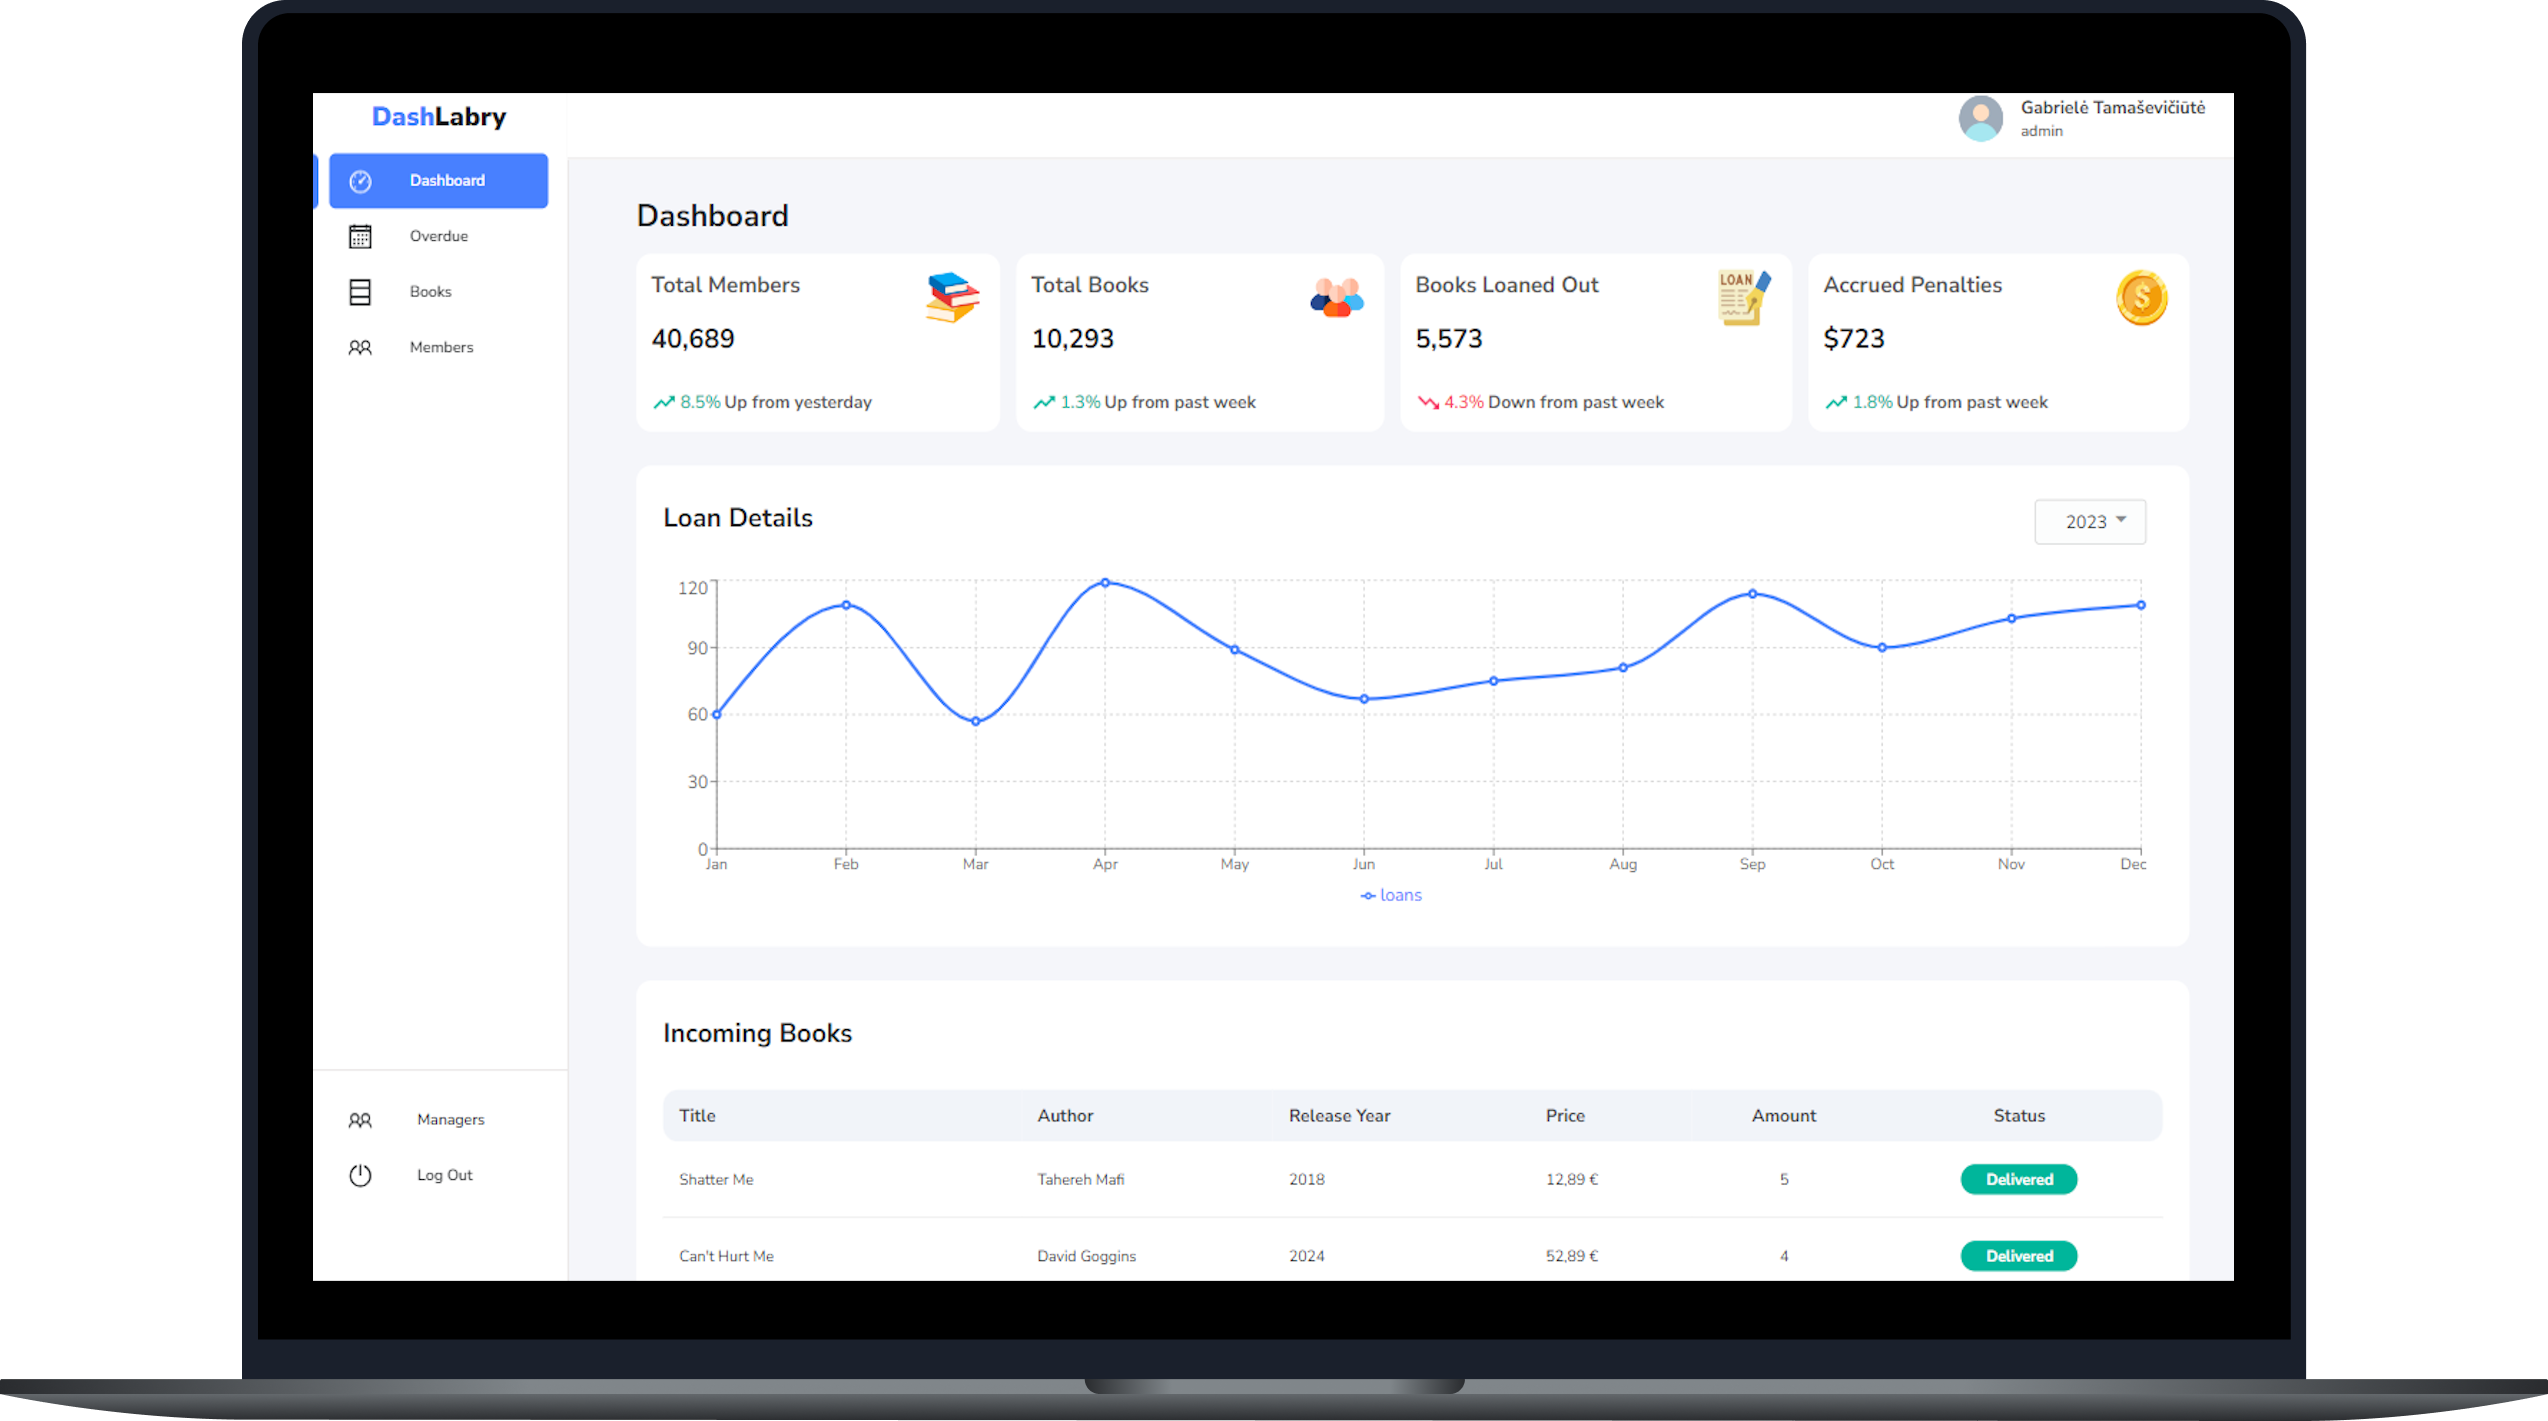 DashLabry
Gabrielė Tamaševičiūtė
admin
Dashboard
Overdue
Books
Members
Managers
Log Out
Dashboard
Total Members
40,689
8.5% Up from yesterday
Total Books
10,293
1.3% Up from past week
Books Loaned Out
LOAN
5,573
4.3% Down from past week
Accrued Penalties
$
$723
1.8% Up from past week
Loan Details
2023
120
90
60
30
0
Jan Feb Mar Apr May Jun Jul Aug Sep Oct Nov Dec
loans
Incoming Books
Title Author Release Year Price Amount Status
Shatter Me Tahereh Mafi 2018 12,89 € 5 Delivered
Can't Hurt Me David Goggins 2024 52,89 € 4 Delivered